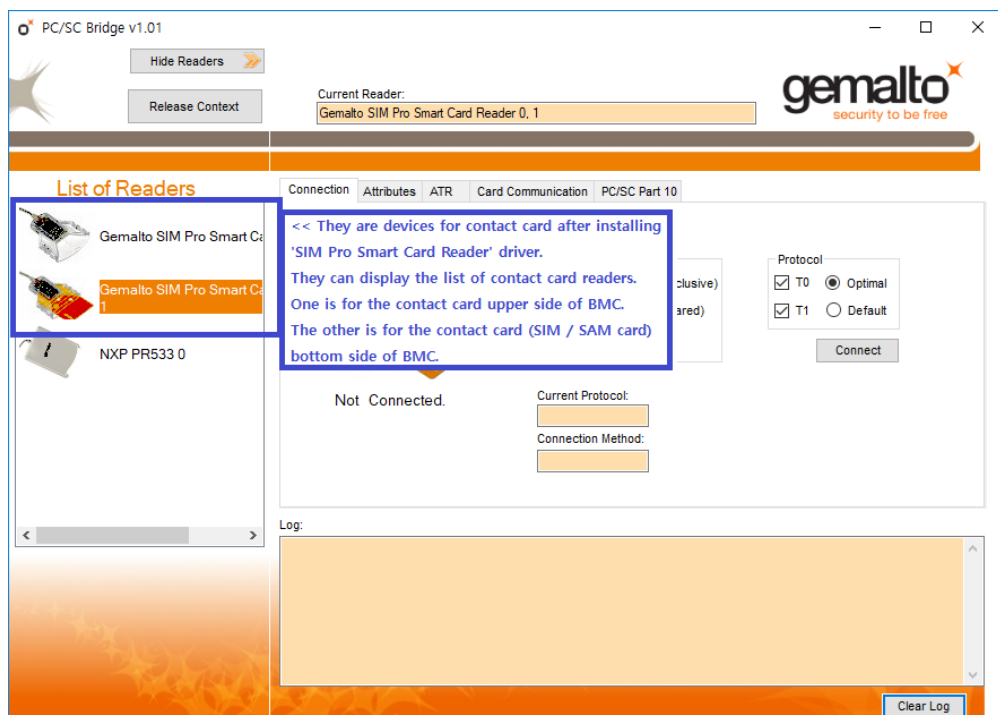 PC/SC Bridge v1.01
Hide Readers
Release Context
Current Reader:
Gemalto SIM Pro Smart Card Reader 0, 1
gemalto
security to be free
List of Readers
Gemalto SIM Pro Smart Ca
Gemalto SIM Pro Smart Ca
1
NXP PR533 0
Connection Attributes ATR Card Communication PC/SC Part 10
<< They are devices for contact card after installing
'SIM Pro Smart Card Reader' driver.
They can display the list of contact card readers.
One is for the contact card upper side of BMC.
The other is for the contact card (SIM / SAM card)
bottom side of BMC.
clusive)
ared)
Protocol
T0 Optimal
T1 Default
Connect
Not Connected.
Current Protocol:
Connection Method:
Log:
Clear Log